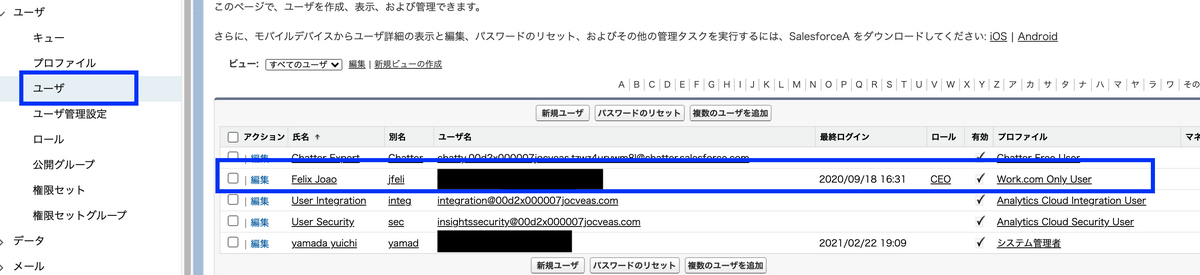 このページで、ユーザを作成、表示、および管理できます。
さらに、モバイルデバイスからユーザ詳細の表示と編集、パスワードのリセット、およびその他の管理タスクを実行するには、SalesforceA をダウンロードしてください: iOS | Android
ユーザ
キュー
プロファイル
ユーザ
ユーザ管理設定
ロール
公開グループ
権限セット
権限セットグループ
データ
メール
ビュー: すべてのユーザ 編集 | 新規ビューの作成
A B C D E F G H I J K L M N O P Q R S T U V W X Y Z ア カ サ タ ナ ハ マ ヤ ラ ワ その
新規ユーザ パスワードのリセット 複数のユーザを追加
アクション 氏名 ↑ 別名 ユーザ名 最終ログイン ロール 有効 プロファイル マネ
編集 Chatter Expert Chatter Chatter Free User
| 編集 Felix Joao jfeli 2020/09/18 16:31 CEO ✓ Work.com Only User
| 編集 User Integration integ integration@00d2x000007jocveas.com ✓ Analytics Cloud Integration User
| 編集 User Security sec insightssecurity@00d2x000007jocveas.com ✓ Analytics Cloud Security User
| 編集 yamada yuichi yamad 2021/02/22 19:09 ✓ システム管理者
新規ユーザ パスワードのリセット 複数のユーザを追加